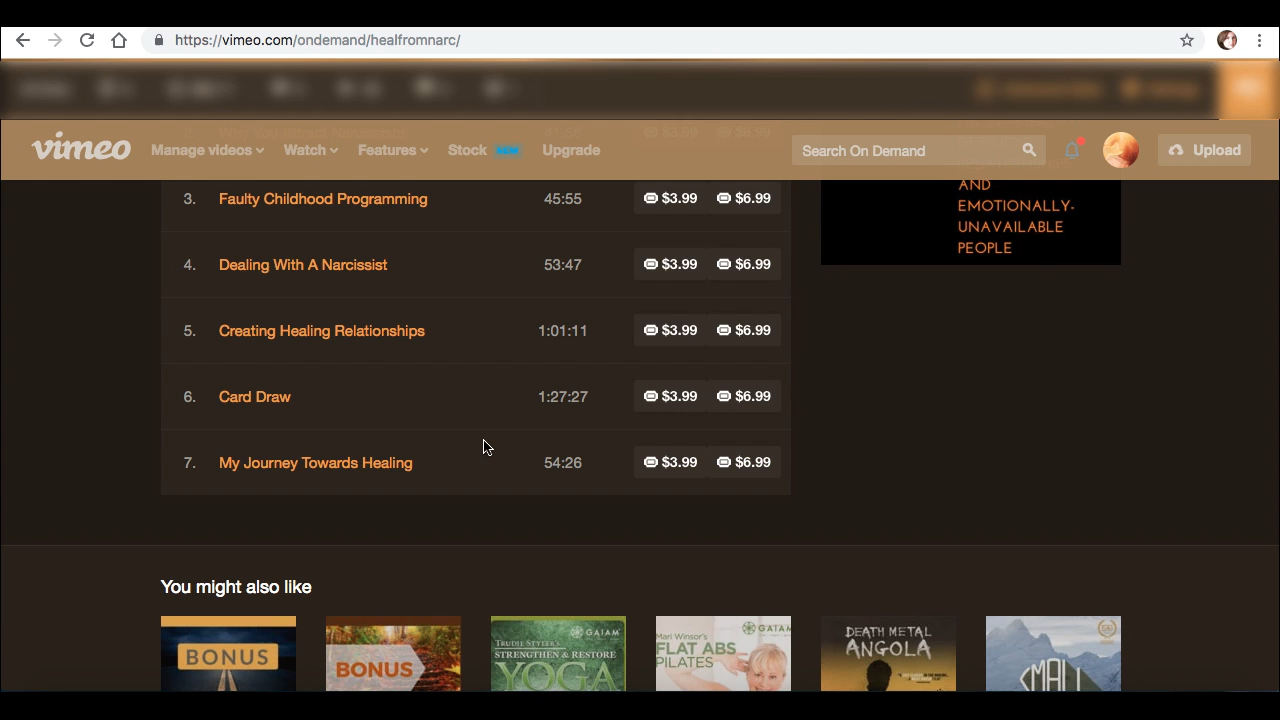 https://vimeo.com/ondemand/healfromnarc/
vimeo Manage videos Watch Features Stock NEW Upgrade Search On Demand Upload
3. Faulty Childhood Programming 45:55 $3.99 $6.99
AND
EMOTIONALLY-
UNAVAILABLE
PEOPLE
4. Dealing With A Narcissist 53:47 $3.99 $6.99
5. Creating Healing Relationships 1:01:11 $3.99 $6.99
6. Card Draw 1:27:27 $3.99 $6.99
7. My Journey Towards Healing 54:26 $3.99 $6.99
You might also like
BONUS
BONUS
GAIAM
TRUDIE STYLER'S
STRENGTHEN & RESTORE
YOGA
GAIAM
Mari Winsor's
FLAT ABS
PILATES
DEATH METAL
ANGOLA